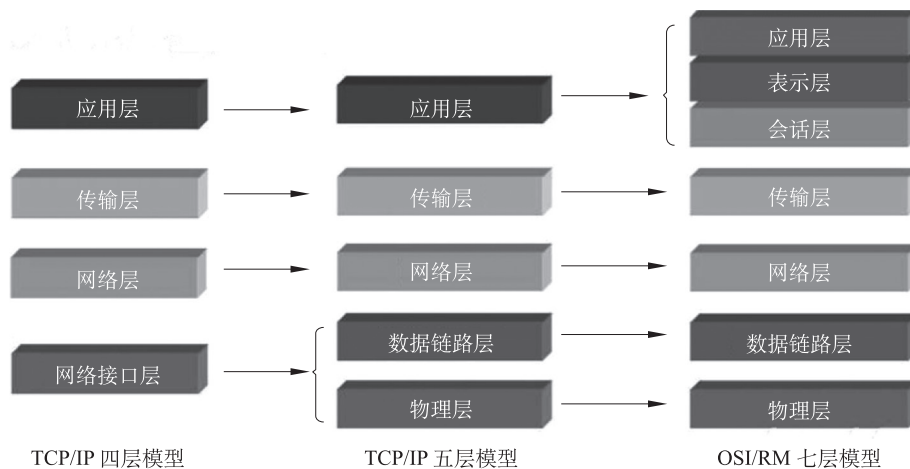 应用层
传输层
网络层
网络接口层
TCP/IP 四层模型
应用层
传输层
网络层
数据链路层
物理层
TCP/IP 五层模型
应用层
表示层
会话层
传输层
网络层
数据链路层
物理层
OSI/RM 七层模型